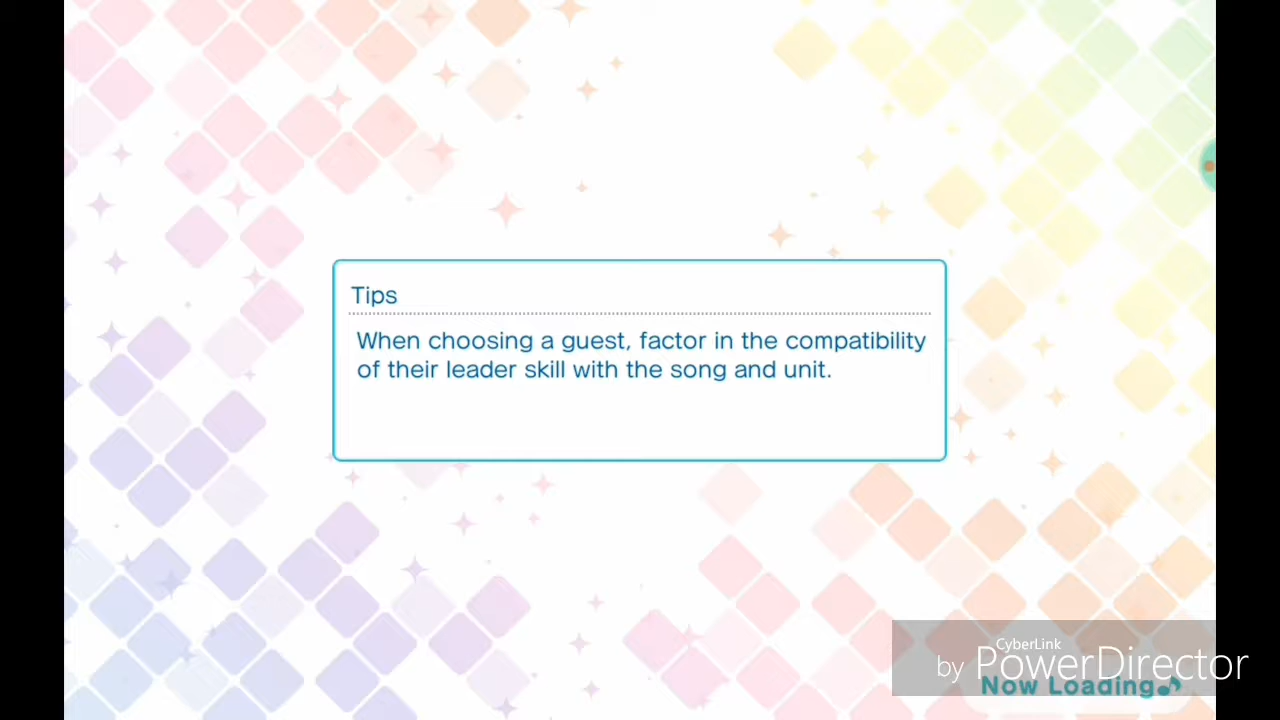 Tips
When choosing a guest, factor in the compatibility
of their leader skill with the song and unit.
CyberLink
by PowerDirector
Now Loading♪